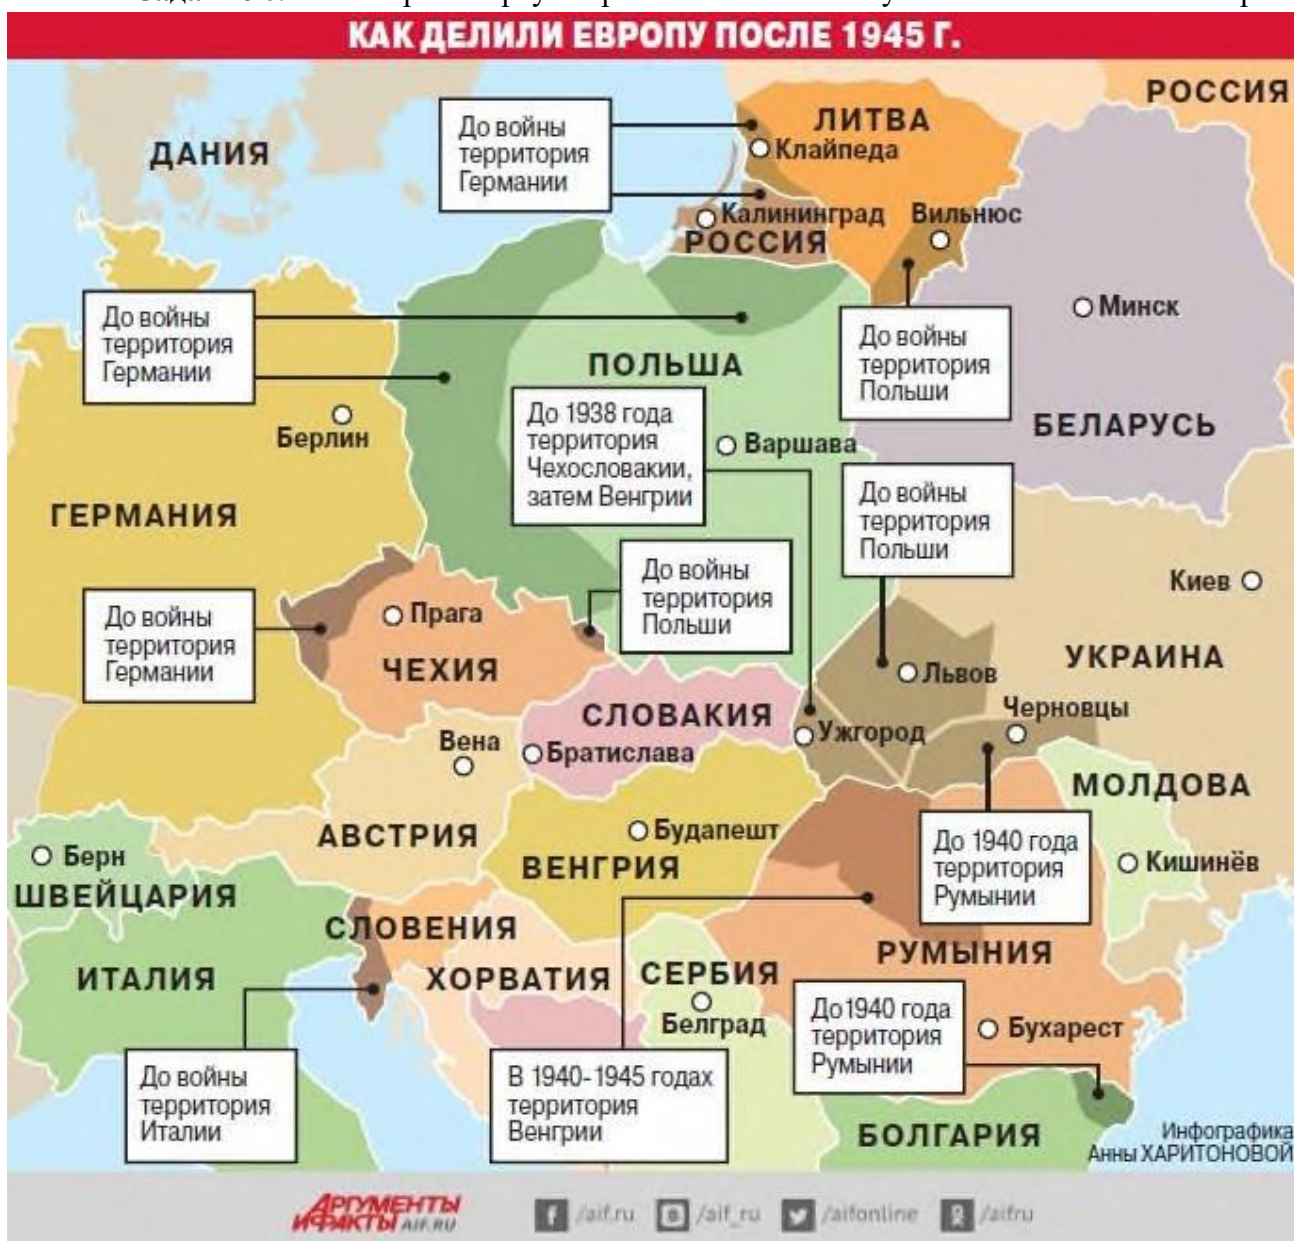 КАК ДЕЛИЛИ ЕВРОПУ ПОСЛЕ 1945 Г.
РОССИЯ
ДАНИЯ
До войны
территория
Германии
ЛИТВА
Клайпеда
Калининград
РОССИЯ
Вильнюс
До войны
территория
Германии
До войны
территория
Польши
Минск
ПОЛЬША
До 1938 года
территория
Чехословакии,
затем Венгрии
Варшава
БЕЛАРУСЬ
Берлин
ГЕРМАНИЯ
До войны
территория
Польши
До войны
территория
Польши
Киев
До войны
территория
Германии
Прага
ЧЕХИЯ
УКРАИНА
Львов
Черновцы
СЛОВАКИЯ
Ужгород
Вена
Братислава
МОЛДОВА
АВСТРИЯ
Будапешт
ВЕНГРИЯ
До 1940 года
территория
Румынии
Кишинёв
Берн
ШВЕЙЦАРИЯ
СЛОВЕНИЯ
ИТАЛИЯ
ХОРВАТИЯ
СЕРБИЯ
Белград
РУМЫНИЯ
До 1940 года
территория
Румынии
Бухарест
До войны
территория
Италии
В 1940-1945 годах
территория
Венгрии
БОЛГАРИЯ
Инфографика
Анны ХАРИТОНОВОЙ
АРГУМЕНТЫ
И ФАКТЫ AIF.RU
/aif.ru
/aif_ru
/aifonline
/aifru